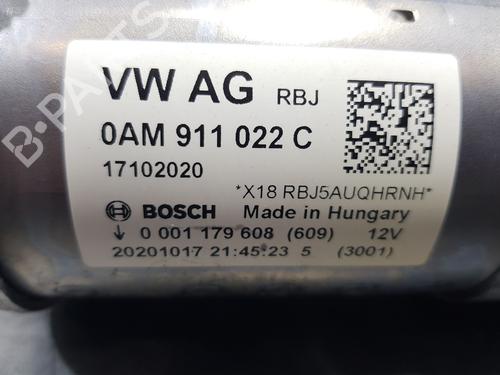 VW AG RBJ
0AM 911 022 C
17102020
*X18 RBJ5AUQHRNH*
BOSCH Made in Hungary
0 001 179 608 (609) 12V
20201017 21:45:23 5 (3001)
B-PARTS